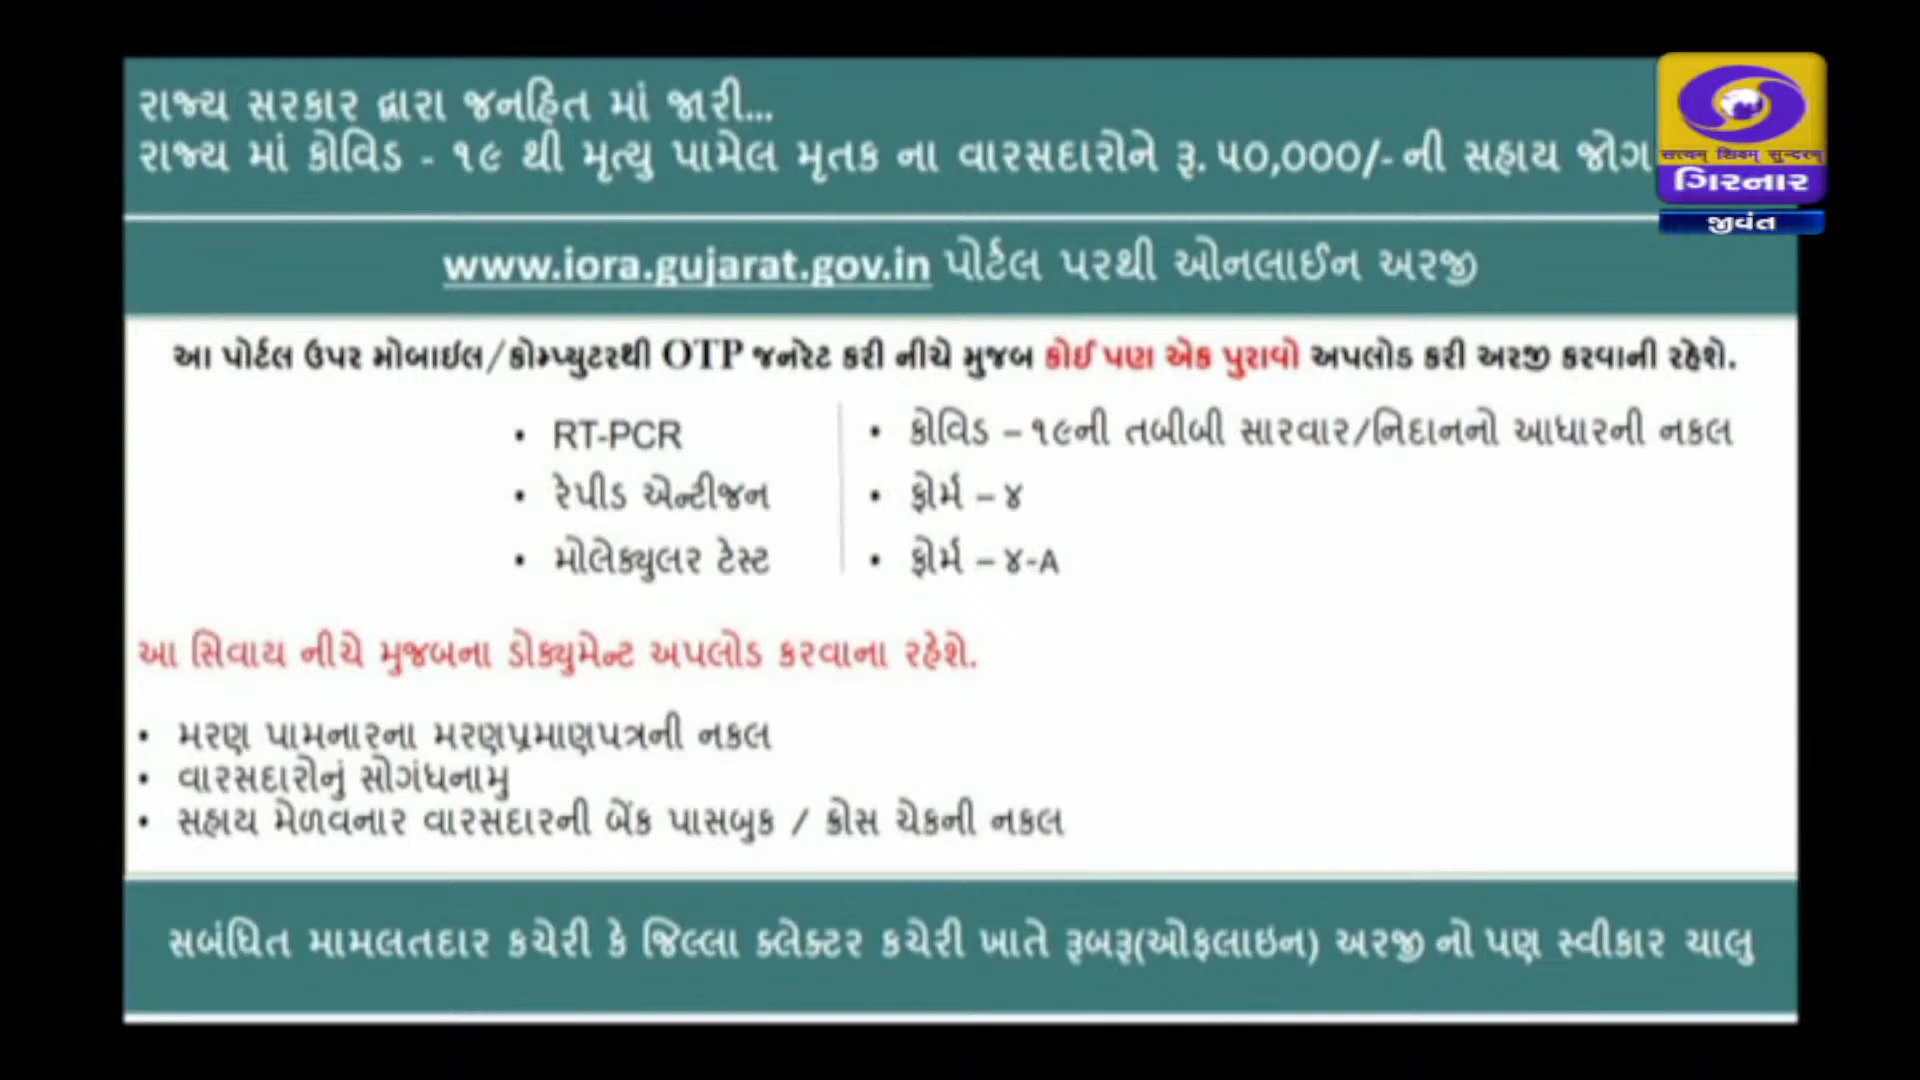 રાજ્ય સરકાર દ્વારા જનહિત માં જારી...
રાજ્ય માં કોવિડ - ૧૯ થી મૃત્યુ પામેલ મૃતક ના વારસદારોને રૂ. ૫૦,૦૦૦/- ની સહાય જોગ
सत्यम् शिवम् सुन्दरम्
ગિરનાર
જીવંત
www.iora.gujarat.gov.in પોર્ટલ પરથી ઓનલાઈન અરજી
આ પોર્ટલ ઉપર મોબાઈલ/કોમ્પ્યુટરથી OTP જનરેટ કરી નીચે મુજબ કોઈ પણ એક પુરાવો અપલોડ કરી અરજી કરવાની રહેશે.
• RT-PCR
• રેપીડ એન્ટીજન
• મોલેક્યુલર ટેસ્ટ
• કોવિડ – ૧૯ની તબીબી સારવાર/નિદાનનો આધારની નકલ
• ફોર્મ – ૪
• ફોર્મ – ૪-A
આ સિવાય નીચે મુજબના ડોક્યુમેન્ટ અપલોડ કરવાના રહેશે.
• મરણ પામનારના મરણપ્રમાણપત્રની નકલ
• વારસદારોનું સોગંધનામુ
• સહાય મેળવનાર વારસદારની બેંક પાસબુક / ક્રોસ ચેકની નકલ
સબંધિત મામલતદાર કચેરી કે જિલ્લા ક્લેક્ટર કચેરી ખાતે રૂબરૂ(ઓફલાઇન) અરજી નો પણ સ્વીકાર ચાલુ